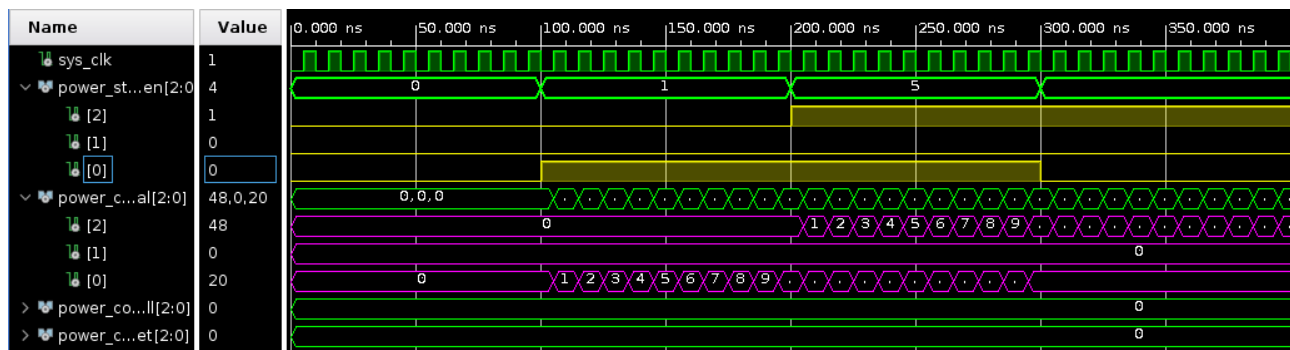 Name Value 0.000 ns 50.000 ns 100.000 ns 150.000 ns 200.000 ns 250.000 ns 300.000 ns 350.000 ns
sys_clk 1
power_st...en[2:0 4 0 1 5
[2] 1
[1] 0
[0] 0
power_c...al[2:0] 48,0,20 0,0,0 . . . . . . . . . . . . . . . . . . . . . . . . . . . . . .
[2] 48 0 1 2 3 4 5 6 7 8 9 . . . . . . . . . . .
[1] 0 0
[0] 20 0 1 2 3 4 5 6 7 8 9 . . . . . . . . . .
power_co...ll[2:0] 0 0
power_c...et[2:0] 0 0